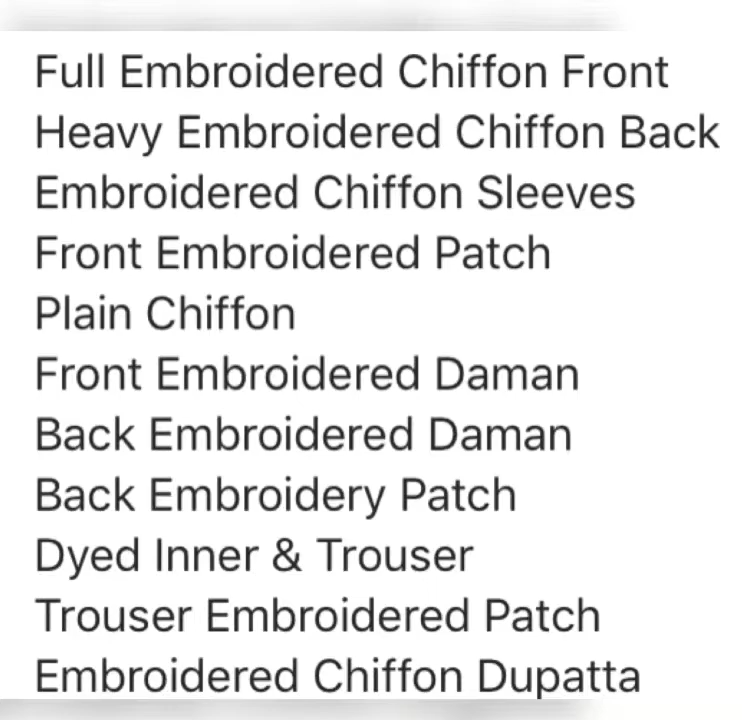 Full Embroidered Chiffon Front
Heavy Embroidered Chiffon Back
Embroidered Chiffon Sleeves
Front Embroidered Patch
Plain Chiffon
Front Embroidered Daman
Back Embroidered Daman
Back Embroidery Patch
Dyed Inner & Trouser
Trouser Embroidered Patch
Embroidered Chiffon Dupatta